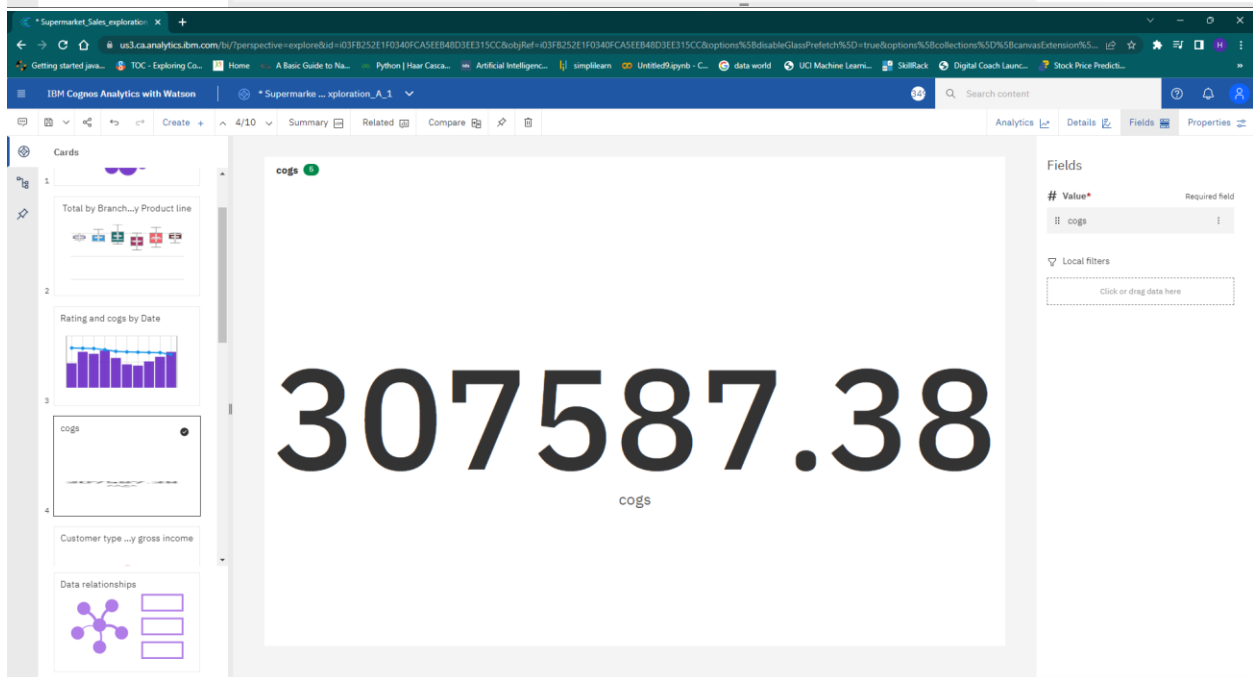 * Supermarket_Sales_exploration
us3.ca.analytics.ibm.com/bi/?perspective=explore&id=i03FB252E1F0340FCA5EEB48D3EE315CC&objRef=i03FB252E1F0340FCA5EEB48D3EE315CC&options%5BdisableGlassPrefetch%5D=true&options%5Bcollections%5D%5BcanvasExtension%5...
Getting started java... TOC - Exploring Co... Home A Basic Guide to Na... Python | Haar Casca... Artificial Intelligenc... simplilearn Untitled9.ipynb - C... data world UCI Machine Learni... SkillRack Digital Coach Launc... Stock Price Predicti... »
IBM Cognos Analytics with Watson * Supermarke ... xploration_A_1 Search content
Create + 4/10 Summary Related Compare Analytics Details Fields Properties
Cards
1
Total by Branch...y Product line
2
Rating and cogs by Date
3
cogs
307587.38
4
Customer type ...y gross income
Data relationships
cogs 5
307587.38
cogs
Fields
# Value* Required field
cogs
Local filters
Click or drag data here